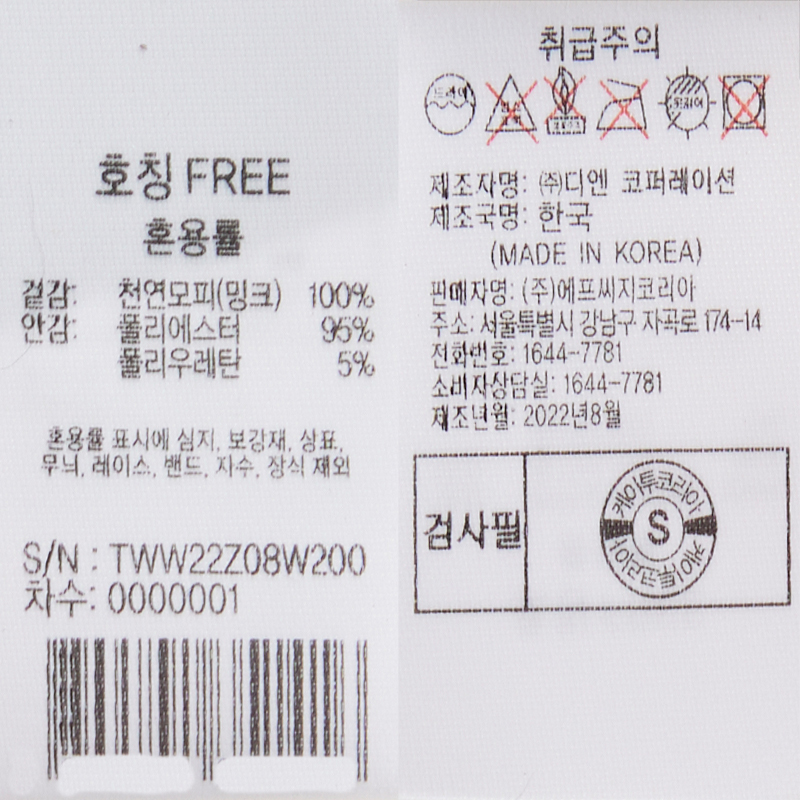 호칭 FREE
혼용률
겉감: 천연모피(밍크) 100%
안감: 폴리에스터 95%
폴리우레탄 5%
혼용률 표시에 심지, 보강재, 상표,
무늬, 레이스, 밴드, 자수, 장식 제외
S/N : TWW22Z08W200
차수: 0000001
취급주의
드라이
제조자명: (주)디엔 코퍼레이션
제조국명: 한국
(MADE IN KOREA)
판매자명: (주)에프씨지코리아
주소: 서울특별시 강남구 자곡로 174-14
전화번호: 1644-7781
소비자상담실: 1644-7781
제조년월: 2022년8월
검사필
케이투코리아
S
케이투코리아